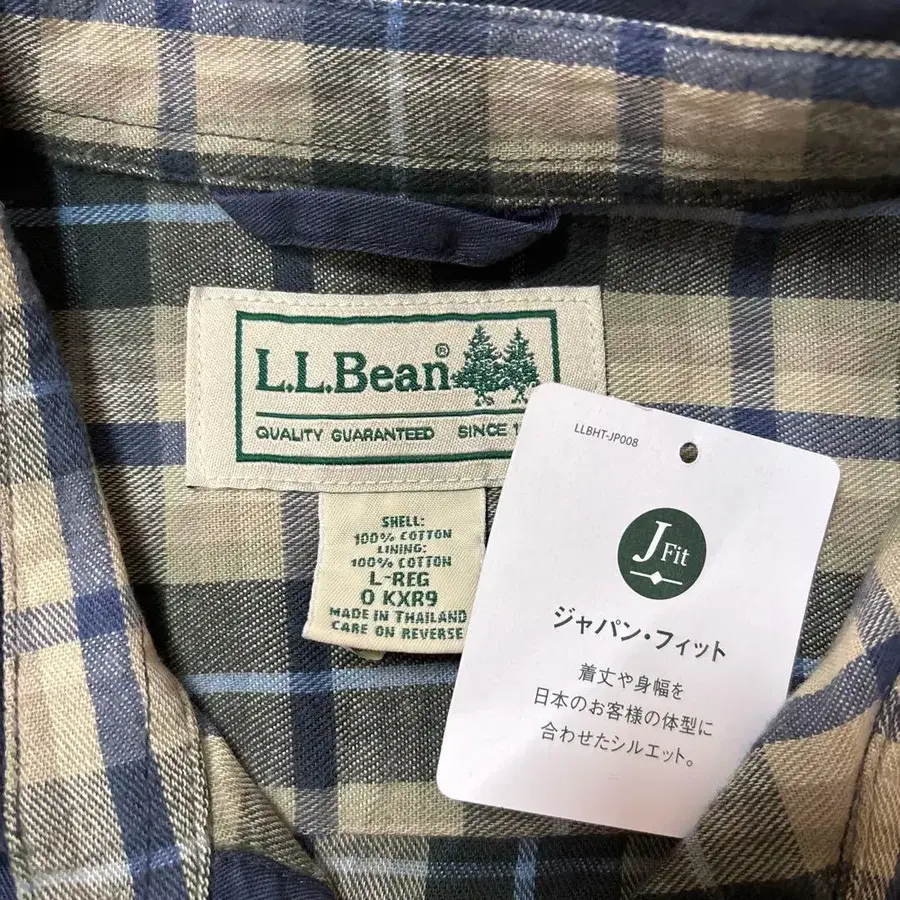 L.L.Bean®
QUALITY GUARANTEED SINCE 1
SHELL:
100% COTTON
LINING:
100% COTTON
L-REG
0 KXR9
MADE IN THAILAND
CARE ON REVERSE
LLBHT-JP008
J Fit
ジャパン・フィット
着丈や身幅を
日本のお客様の体型に
合わせたシルエット。